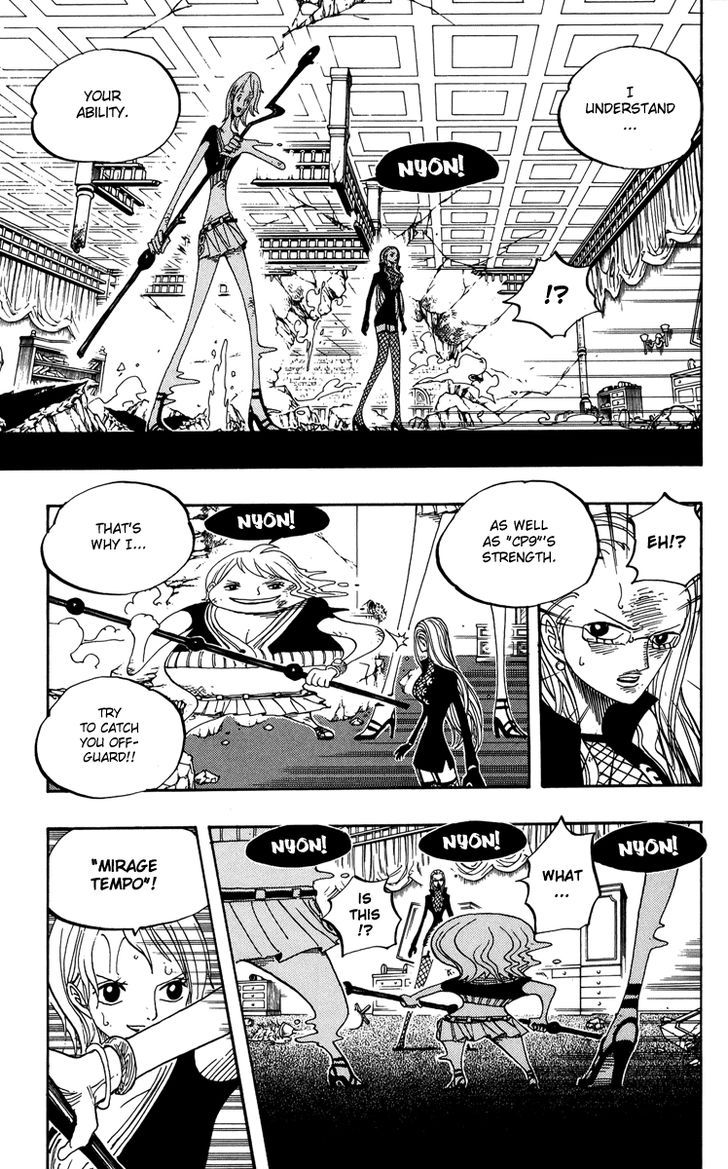 I
UNDERSTAND
...
YOUR
ABILITY.
NYON!
!?
EH!?
AS WELL
AS "CP9"'S
STRENGTH.
NYON!
THAT'S
WHY I...
TRY
TO CATCH
YOU OFF-
GUARD!!
NYON!
WHAT
...
NYON!
IS
THIS
!?
NYON!
"MIRAGE
TEMPO"!